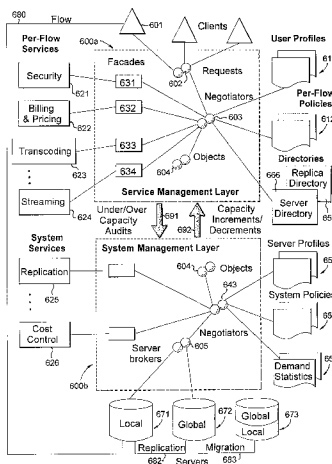 680
Flow
601
Clients
Per-Flow
Services
600a
User Profiles
Facades
602
Requests
61
Security
631
Negotiators
621
Per-Flow
Policies
Billing
& Pricing
632
603
622
612
633
Directories
Transcoding
623
604
Objects
Replica
Directory
634
666
Streaming
Server
Directory
624
Service Management Layer
65
Under/Over
Capacity
Audits
691
692
Capacity
Increments/
Decrements
System
Services
System Management Layer
Server Profiles
604
Objects
65
Replication
643
System Policies
625
65
Negotiators
Cost
Control
Server
brokers
605
Demand
Statistics
626
600b
65
671
672
Global
673
Local
Global
Local
Replication
Migration
682
Servers
683